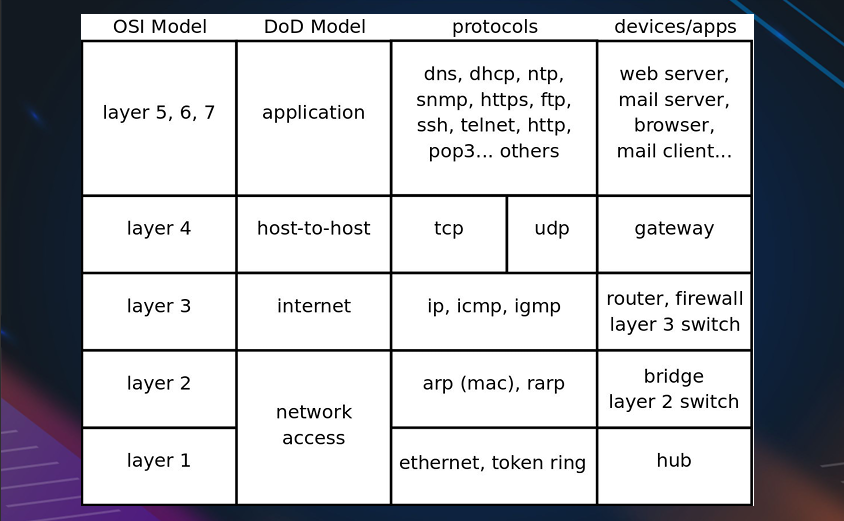 OSI Model DoD Model protocols devices/apps
layer 5, 6, 7
application
dns, dhcp, ntp,
snmp, https, ftp,
ssh, telnet, http,
pop3... others
web server,
mail server,
browser,
mail client...
layer 4
host-to-host
tcp
udp
gateway
layer 3
internet
ip, icmp, igmp
router, firewall
layer 3 switch
layer 2
network
access
arp (mac), rarp
bridge
layer 2 switch
layer 1
ethernet, token ring
hub